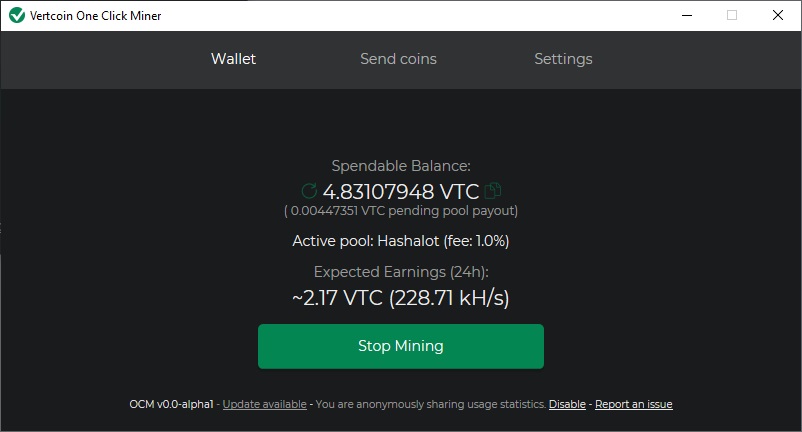 Vertcoin One Click Miner
Wallet Send coins Settings
Spendable Balance:
4.83107948 VTC
( 0.00447351 VTC pending pool payout)
Active pool: Hashalot (fee: 1.0%)
Expected Earnings (24h):
~2.17 VTC (228.71 kH/s)
Stop Mining
OCM v0.0-alpha1 - Update available - You are anonymously sharing usage statistics. Disable - Report an issue